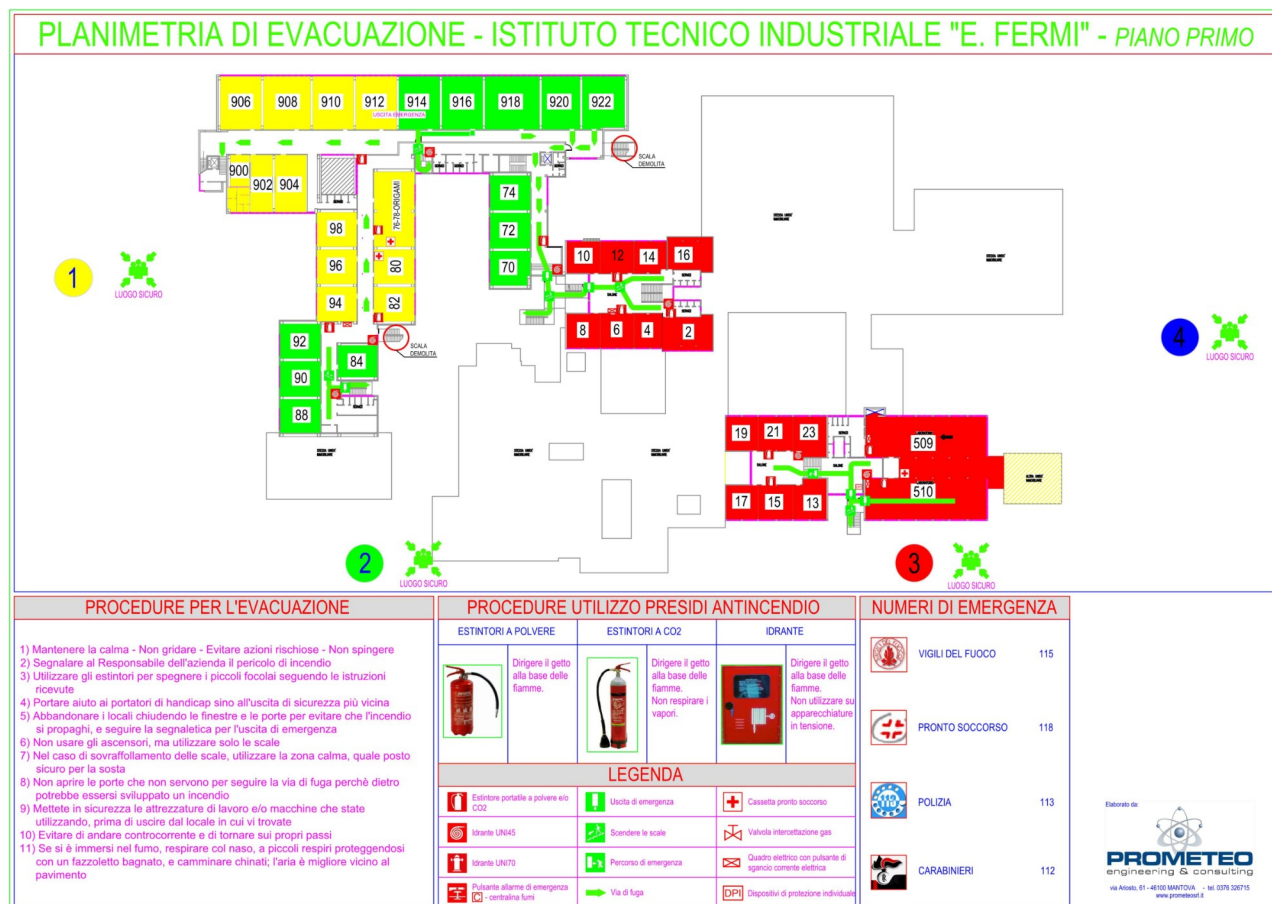 PLANIMETRIA DI EVACUAZIONE - ISTITUTO TECNICO INDUSTRIALE "E. FERMI" - PIANO PRIMO
906
908
910
912
914
916
918
920
922
USCITA EMERGENZA
SCALA
DEMOLITA
900
902
904
SERVIZI
SERVIZI
74
76-78-ORIGAMI
98
72
96
80
70
94
82
10
12
14
16
SERVIZI
SALONE
SERVIZI
8
6
4
2
1
LUOGO SICURO
92
84
SCALA
DEMOLITA
90
88
SERVIZI
4
LUOGO SICURO
19
21
23
SERVIZI
509
SALONE
SALONE
17
15
13
510
ALTRA UNITA'
IMMOBILIARE
2
LUOGO SICURO
3
LUOGO SICURO
PROCEDURE PER L'EVACUAZIONE
1) Mantenere la calma - Non gridare - Evitare azioni rischiose - Non spingere
2) Segnalare al Responsabile dell'azienda il pericolo di incendio
3) Utilizzare gli estintori per spegnere i piccoli focolai seguendo le istruzioni
ricevute
4) Portare aiuto ai portatori di handicap sino all'uscita di sicurezza più vicina
5) Abbandonare i locali chiudendo le finestre e le porte per evitare che l'incendio
si propaghi, e seguire la segnaletica per l'uscita di emergenza
6) Non usare gli ascensori, ma utilizzare solo le scale
7) Nel caso di sovraffollamento delle scale, utilizzare la zona calma, quale posto
sicuro per la sosta
8) Non aprire le porte che non servono per seguire la via di fuga perchè dietro
potrebbe essersi sviluppato un incendio
9) Mettete in sicurezza le attrezzature di lavoro e/o macchine che state
utilizzando, prima di uscire dal locale in cui vi trovate
10) Evitare di andare controcorrente e di tornare sui propri passi
11) Se si è immersi nel fumo, respirare col naso, a piccoli respiri proteggendosi
con un fazzoletto bagnato, e camminare chinati; l'aria è migliore vicino al
pavimento
PROCEDURE UTILIZZO PRESIDI ANTINCENDIO
ESTINTORI A POLVERE
Dirigere il getto
alla base delle
fiamme.
ESTINTORI A CO2
Dirigere il getto
alla base delle
fiamme.
Non respirare i
vapori.
IDRANTE
Dirigere il getto
alla base delle
fiamme.
Non utilizzare su
apparecchiature
in tensione.
LEGENDA
Estintore portatile a polvere e/o
CO2
Uscita di emergenza
Cassetta pronto soccorso
Idrante UNI45
Scendere le scale
Valvola intercettazione gas
Idrante UNI70
Percorso di emergenza
Quadro elettrico con pulsante di
sgancio corrente elettrica
Pulsante allarme di emergenza
C - centralina fumi
Via di fuga
DPI
Dispositivi di protezione individuale
NUMERI DI EMERGENZA
VIGILI DEL FUOCO 115
PRONTO SOCCORSO 118
113
POLIZIA 113
CARABINIERI 112
Elaborato da:
PROMETEO
engineering & consulting
via Ariosto, 61 - 46100 MANTOVA - tel. 0376 326715
www.prometeosrl.it